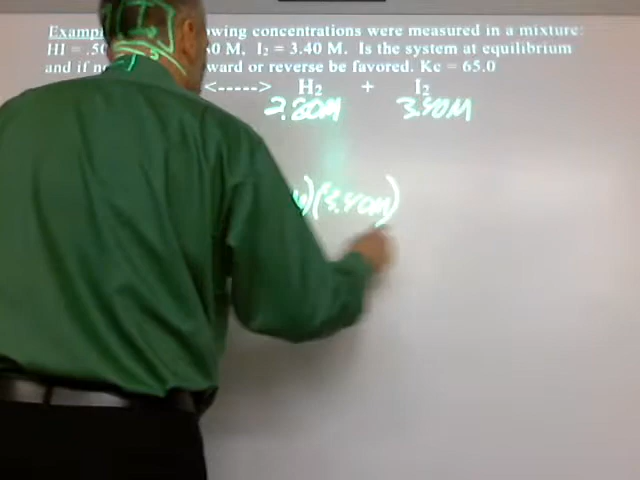 Exam owing concentrations were measured in a mixture:
HI = .50 0 M, I₂ = 3.40 M. Is the system at equilibrium
and if n ward or reverse be favored. Kc = 65.0
<-----> H₂ + I₂
2.80M 3.40M
)(3.40M)